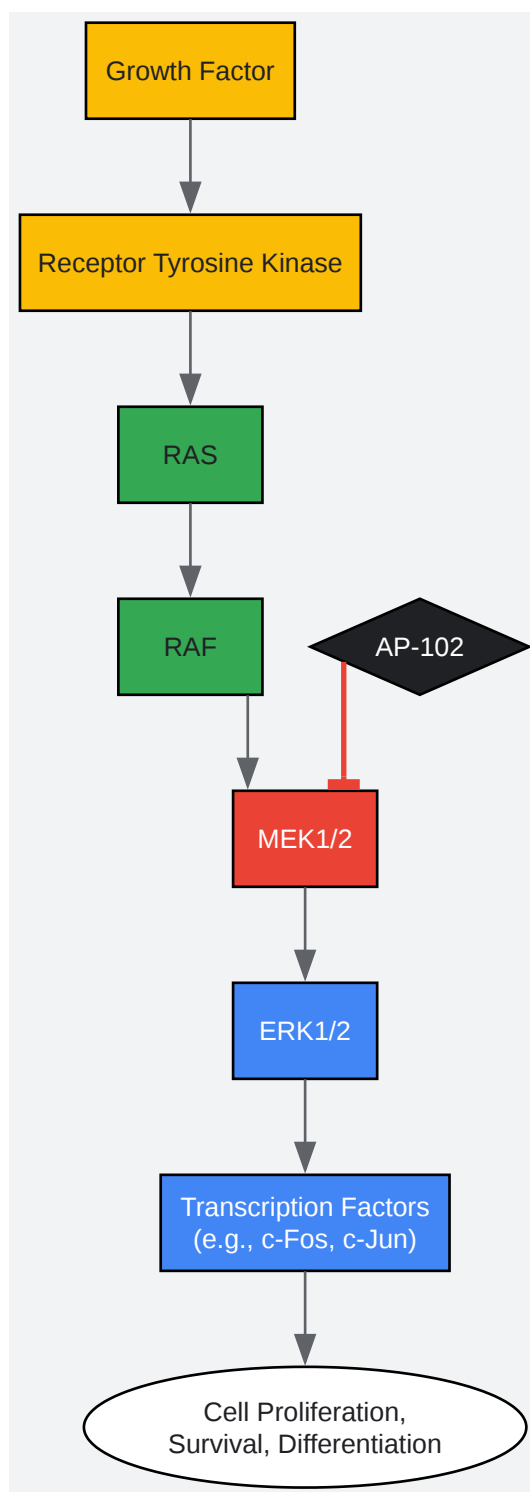 Growth Factor
Receptor Tyrosine Kinase
RAS
RAF
AP-102
MEK1/2
ERK1/2
Transcription Factors
(e.g., c-Fos, c-Jun)
Cell Proliferation,
Survival, Differentiation